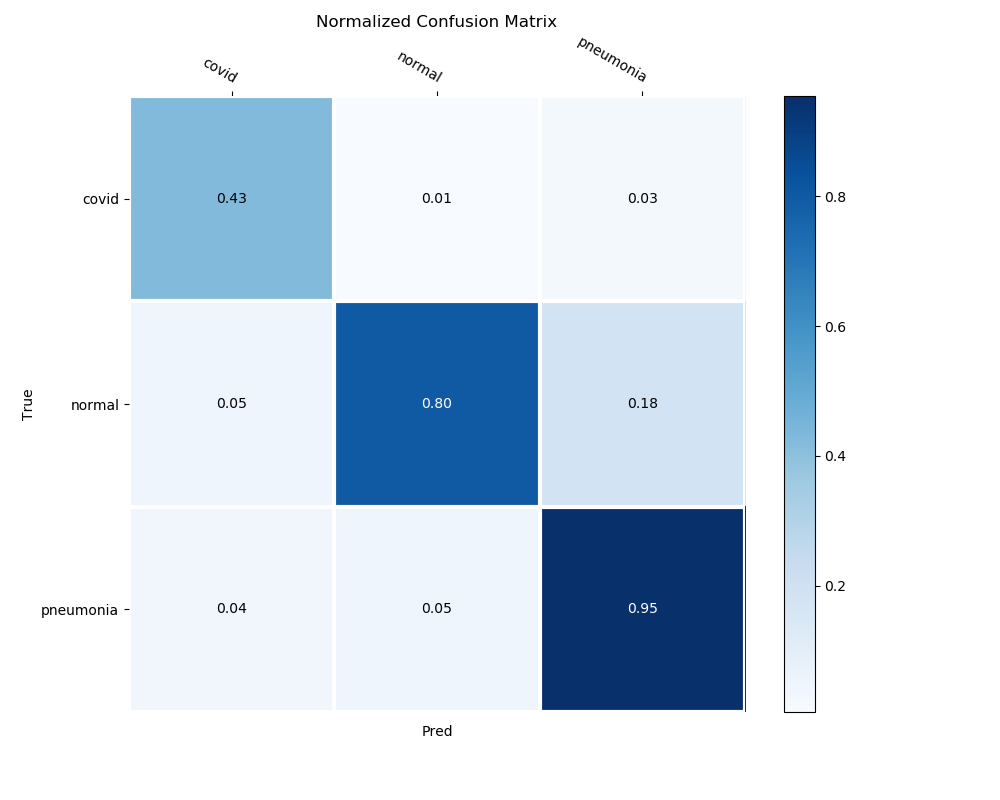 Normalized Confusion Matrix
covid normal pneumonia
covid 0.43 0.01 0.03
0.8
0.6
True
normal 0.05 0.80 0.18
0.4
0.2
pneumonia 0.04 0.05 0.95
Pred